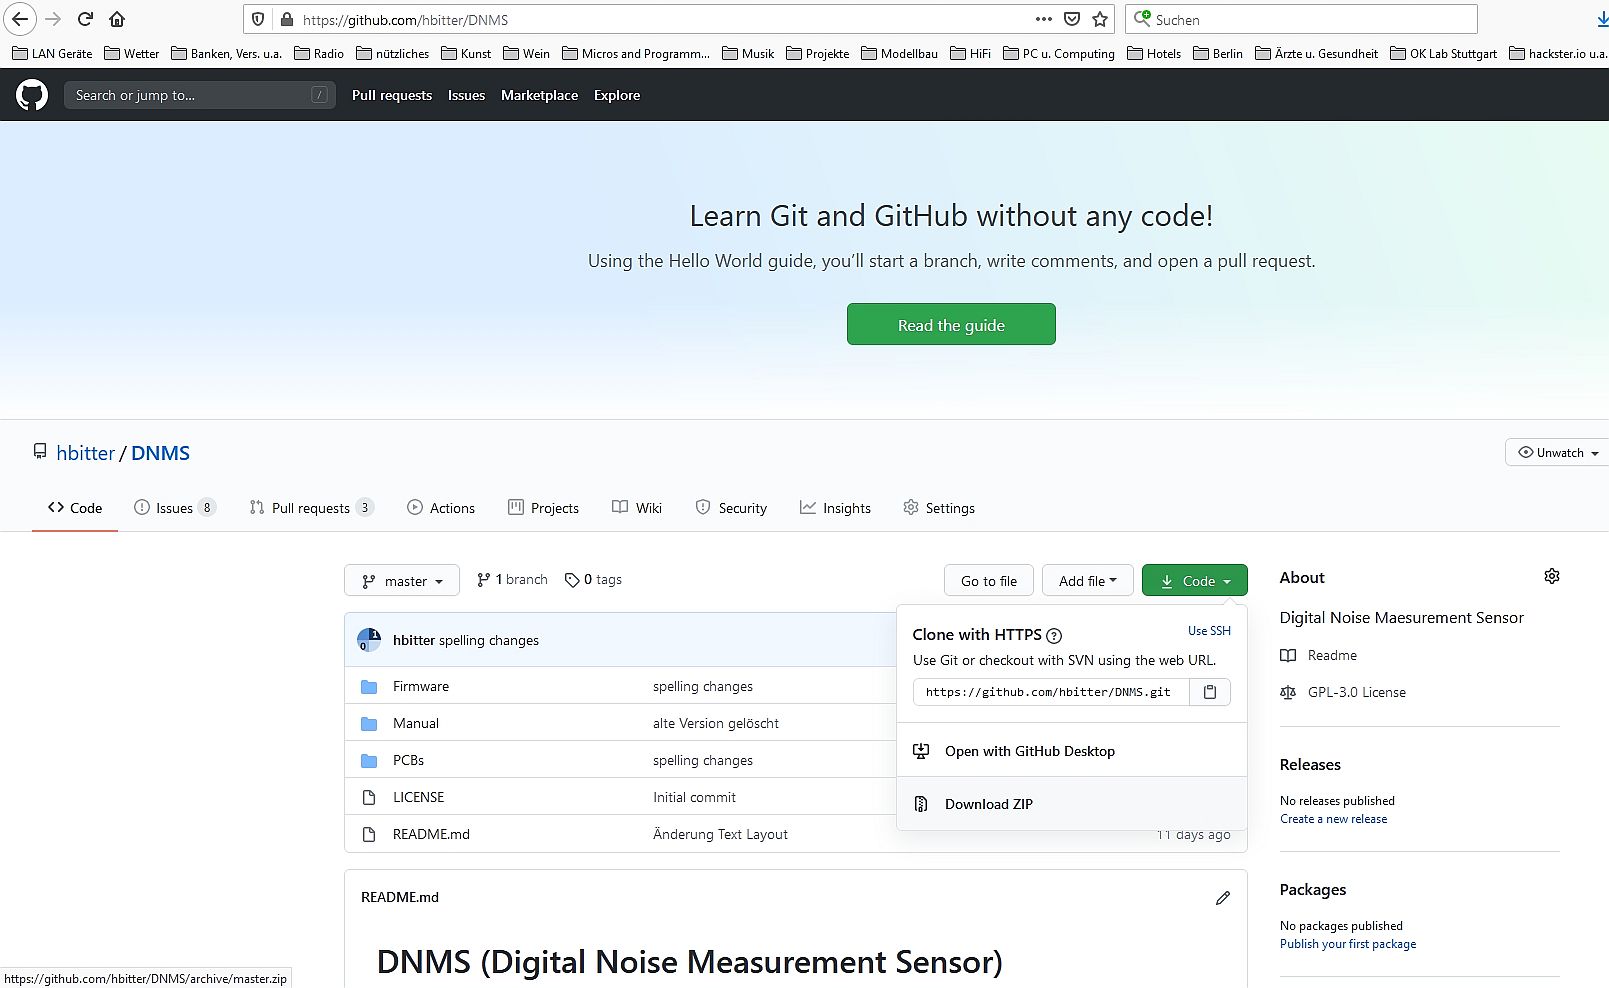 https://github.com/hbitter/DNMS
Suchen
LAN Geräte Wetter Banken, Vers. u.a. Radio nützliches Kunst Wein Micros and Programm... Musik Projekte Modellbau HiFi PC u. Computing Hotels Berlin Ärzte u. Gesundheit OK Lab Stuttgart hackster.io u.a.
Search or jump to... / Pull requests Issues Marketplace Explore
Learn Git and GitHub without any code!
Using the Hello World guide, you’ll start a branch, write comments, and open a pull request.
Read the guide
hbitter / DNMS
Unwatch
Code Issues 8 Pull requests 3 Actions Projects Wiki Security Insights Settings
master 1 branch 0 tags Go to file Add file Code
About
Digital Noise Maesurement Sensor
Readme
GPL-3.0 License
hbitter spelling changes
Firmware spelling changes
Manual alte Version gelöscht
PCBs spelling changes
LICENSE Initial commit
README.md Änderung Text Layout 11 days ago
Clone with HTTPS ? Use SSH
Use Git or checkout with SVN using the web URL.
https://github.com/hbitter/DNMS.git
Open with GitHub Desktop
Download ZIP
Releases
No releases published
Create a new release
Packages
No packages published
Publish your first package
README.md
DNMS (Digital Noise Measurement Sensor)
https://github.com/hbitter/DNMS/archive/master.zip